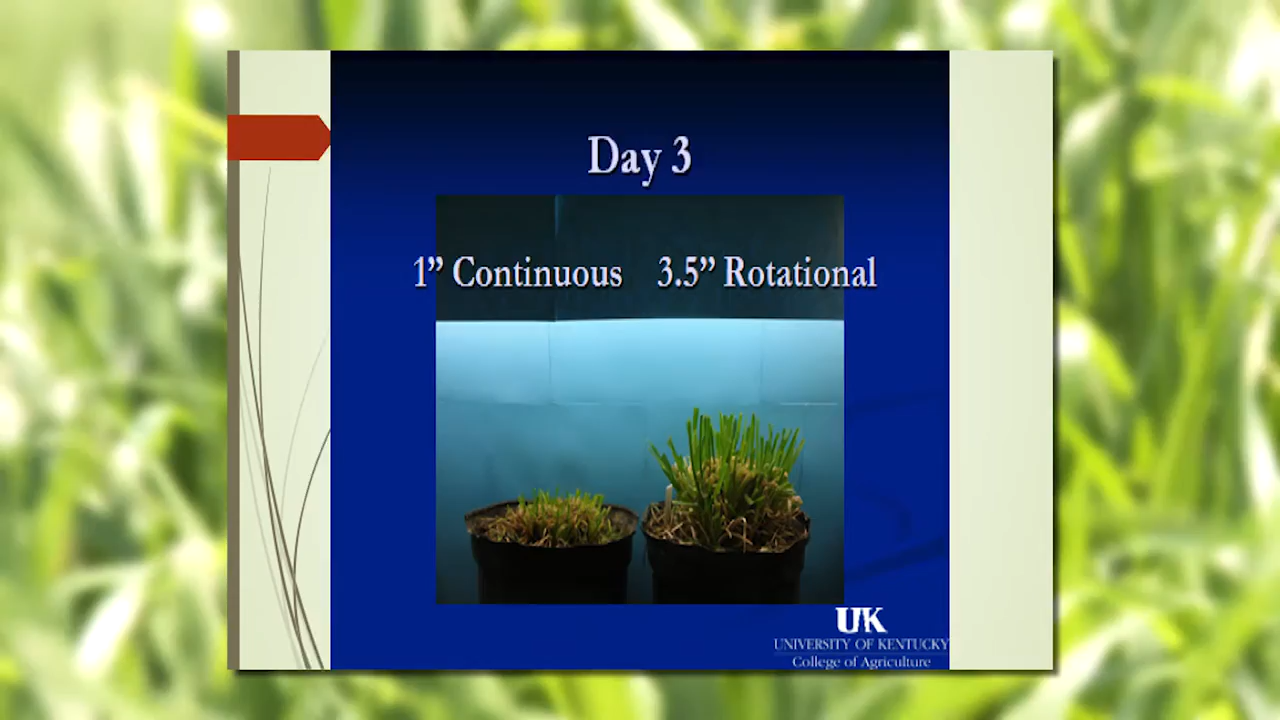 Day 3
1” Continuous 3.5” Rotational
UK
UNIVERSITY OF KENTUCKY
College of Agriculture